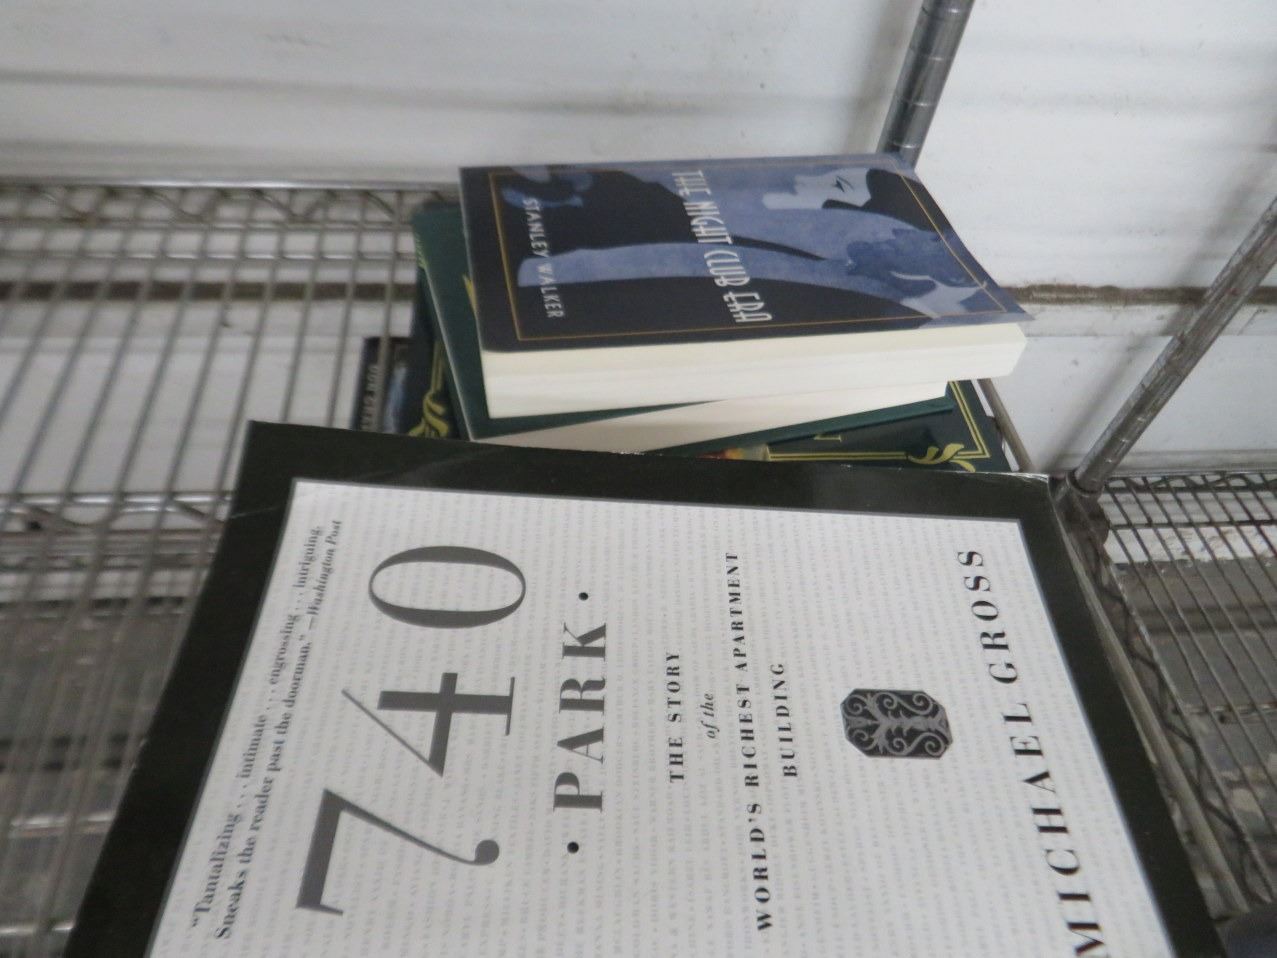 THE NIGHT CLUB ERA
STANLEY WALKER
"Tantalizing . . . intimate . . . engrossing . . . intriguing.
Sneaks the reader past the doorman." —Washington Post
740
• PARK •
THE STORY
of the
WORLD'S RICHEST APARTMENT
BUILDING
MICHAEL GROSS